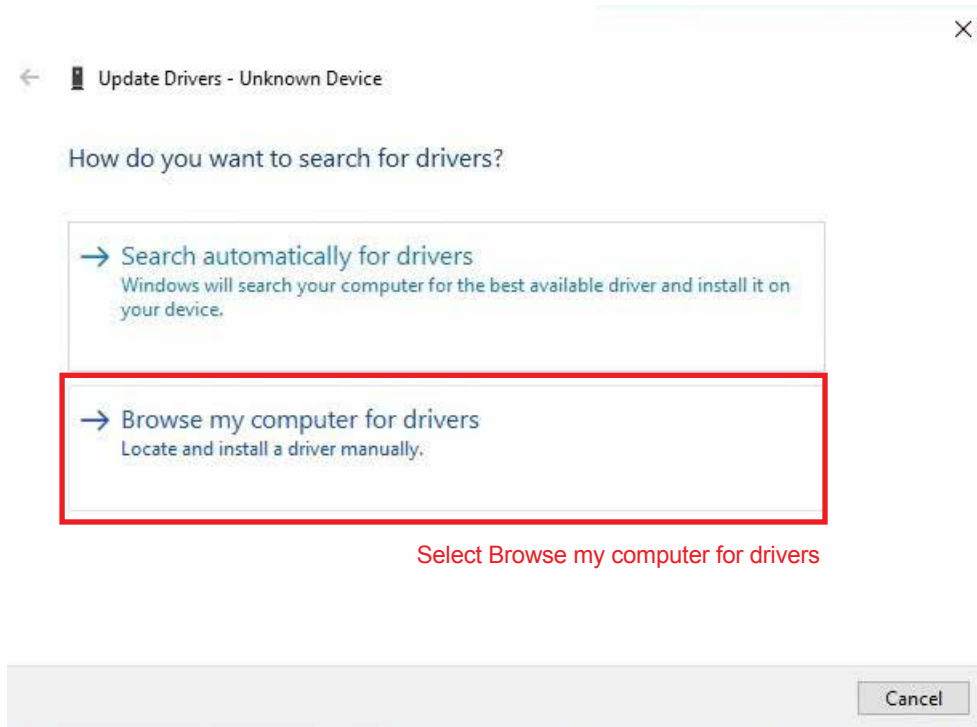 Update Drivers - Unknown Device
How do you want to search for drivers?
Search automatically for drivers
Windows will search your computer for the best available driver and install it on
your device.
Browse my computer for drivers
Locate and install a driver manually.
Select Browse my computer for drivers
Cancel